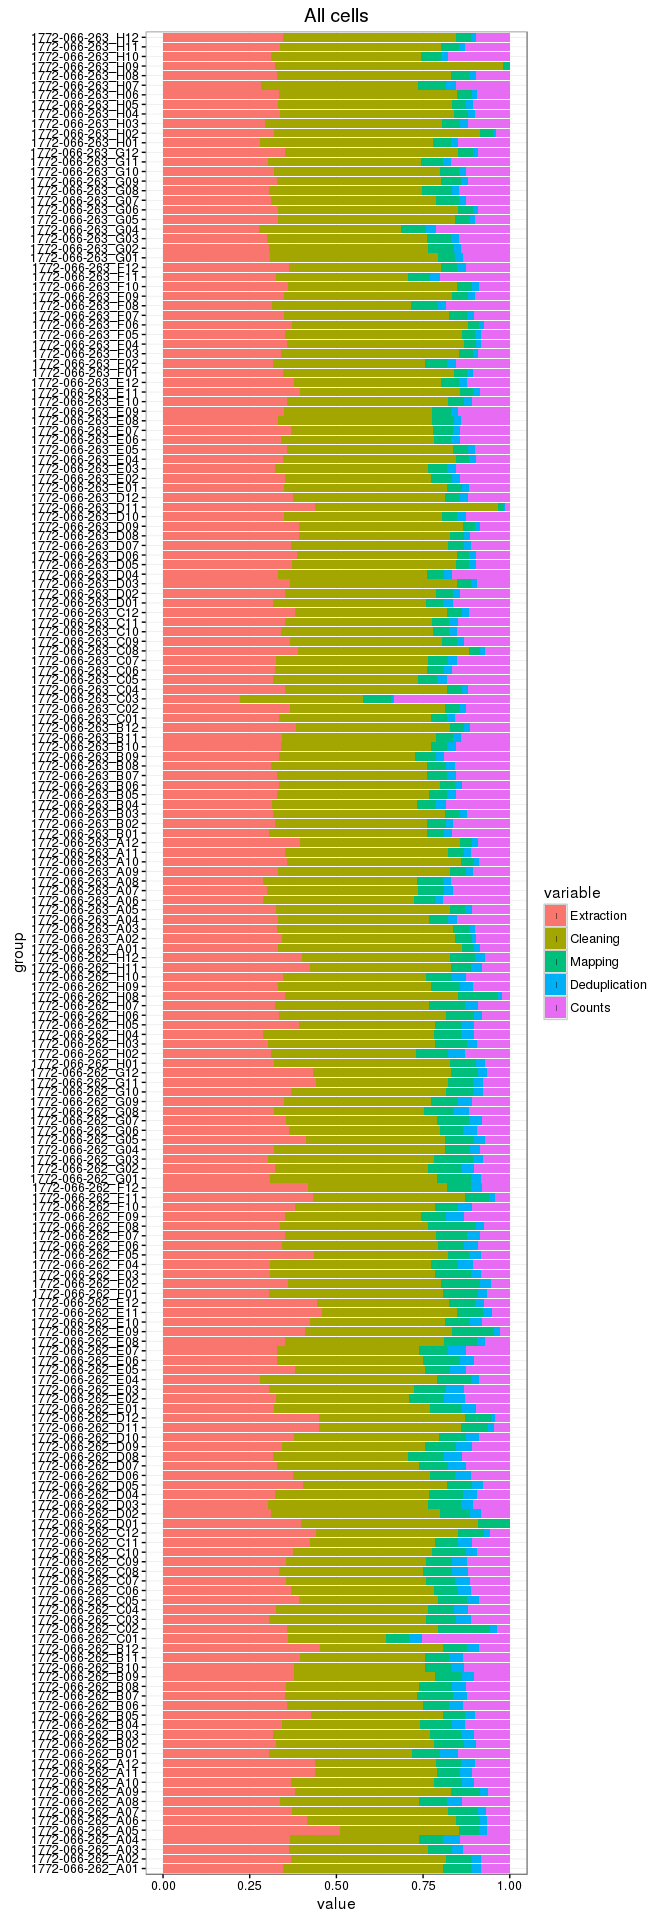 All cells
group
1772-066-263_H12
1772-066-263_H11
1772-066-263_H10
1772-066-263_H09
1772-066-263_H08
1772-066-263_H07
1772-066-263_H06
1772-066-263_H05
1772-066-263_H04
1772-066-263_H03
1772-066-263_H02
1772-066-263_H01
1772-066-263_G12
1772-066-263_G11
1772-066-263_G10
1772-066-263_G09
1772-066-263_G08
1772-066-263_G07
1772-066-263_G06
1772-066-263_G05
1772-066-263_G04
1772-066-263_G03
1772-066-263_G02
1772-066-263_G01
1772-066-263_F12
1772-066-263_F11
1772-066-263_F10
1772-066-263_F09
1772-066-263_F08
1772-066-263_F07
1772-066-263_F06
1772-066-263_F05
1772-066-263_F04
1772-066-263_F03
1772-066-263_F02
1772-066-263_F01
1772-066-263_E12
1772-066-263_E11
1772-066-263_E10
1772-066-263_E09
1772-066-263_E08
1772-066-263_E07
1772-066-263_E06
1772-066-263_E05
1772-066-263_E04
1772-066-263_E03
1772-066-263_E02
1772-066-263_E01
1772-066-263_D12
1772-066-263_D11
1772-066-263_D10
1772-066-263_D09
1772-066-263_D08
1772-066-263_D07
1772-066-263_D06
1772-066-263_D05
1772-066-263_D04
1772-066-263_D03
1772-066-263_D02
1772-066-263_D01
1772-066-263_C12
1772-066-263_C11
1772-066-263_C10
1772-066-263_C09
1772-066-263_C08
1772-066-263_C07
1772-066-263_C06
1772-066-263_C05
1772-066-263_C04
1772-066-263_C03
1772-066-263_C02
1772-066-263_C01
1772-066-263_B12
1772-066-263_B11
1772-066-263_B10
1772-066-263_B09
1772-066-263_B08
1772-066-263_B07
1772-066-263_B06
1772-066-263_B05
1772-066-263_B04
1772-066-263_B03
1772-066-263_B02
1772-066-263_B01
1772-066-263_A12
1772-066-263_A11
1772-066-263_A10
1772-066-263_A09
1772-066-263_A08
1772-066-263_A07
1772-066-263_A06
1772-066-263_A05
1772-066-263_A04
1772-066-263_A03
1772-066-263_A02
1772-066-263_A01
1772-066-262_H12
1772-066-262_H11
1772-066-262_H10
1772-066-262_H09
1772-066-262_H08
1772-066-262_H07
1772-066-262_H06
1772-066-262_H05
1772-066-262_H04
1772-066-262_H03
1772-066-262_H02
1772-066-262_H01
1772-066-262_G12
1772-066-262_G11
1772-066-262_G10
1772-066-262_G09
1772-066-262_G08
1772-066-262_G07
1772-066-262_G06
1772-066-262_G05
1772-066-262_G04
1772-066-262_G03
1772-066-262_G02
1772-066-262_G01
1772-066-262_F12
1772-066-262_F11
1772-066-262_F10
1772-066-262_F09
1772-066-262_F08
1772-066-262_F07
1772-066-262_F06
1772-066-262_F05
1772-066-262_F04
1772-066-262_F03
1772-066-262_F02
1772-066-262_F01
1772-066-262_E12
1772-066-262_E11
1772-066-262_E10
1772-066-262_E09
1772-066-262_E08
1772-066-262_E07
1772-066-262_E06
1772-066-262_E05
1772-066-262_E04
1772-066-262_E03
1772-066-262_E02
1772-066-262_E01
1772-066-262_D12
1772-066-262_D11
1772-066-262_D10
1772-066-262_D09
1772-066-262_D08
1772-066-262_D07
1772-066-262_D06
1772-066-262_D05
1772-066-262_D04
1772-066-262_D03
1772-066-262_D02
1772-066-262_D01
1772-066-262_C12
1772-066-262_C11
1772-066-262_C10
1772-066-262_C09
1772-066-262_C08
1772-066-262_C07
1772-066-262_C06
1772-066-262_C05
1772-066-262_C04
1772-066-262_C03
1772-066-262_C02
1772-066-262_C01
1772-066-262_B12
1772-066-262_B11
1772-066-262_B10
1772-066-262_B09
1772-066-262_B08
1772-066-262_B07
1772-066-262_B06
1772-066-262_B05
1772-066-262_B04
1772-066-262_B03
1772-066-262_B02
1772-066-262_B01
1772-066-262_A12
1772-066-262_A11
1772-066-262_A10
1772-066-262_A09
1772-066-262_A08
1772-066-262_A07
1772-066-262_A06
1772-066-262_A05
1772-066-262_A04
1772-066-262_A03
1772-066-262_A02
1772-066-262_A01
0.00 0.25 0.50 0.75 1.00
value
variable
Extraction
Cleaning
Mapping
Deduplication
Counts